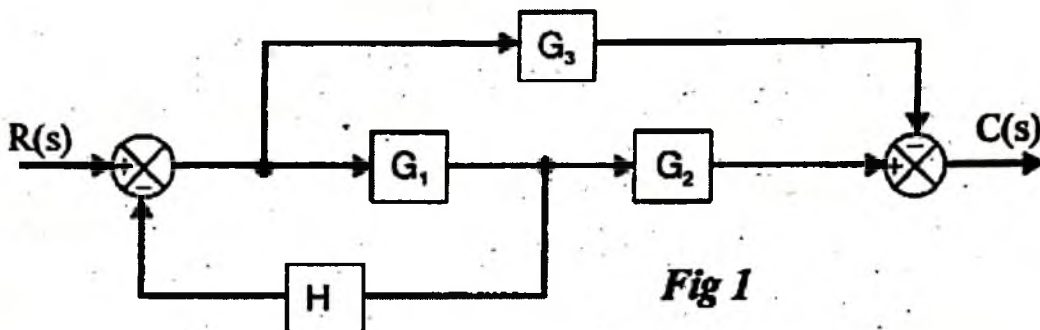 G₃
R(s)
C(s)
+
−
G₁
G₂
+
−
H
Fig 1